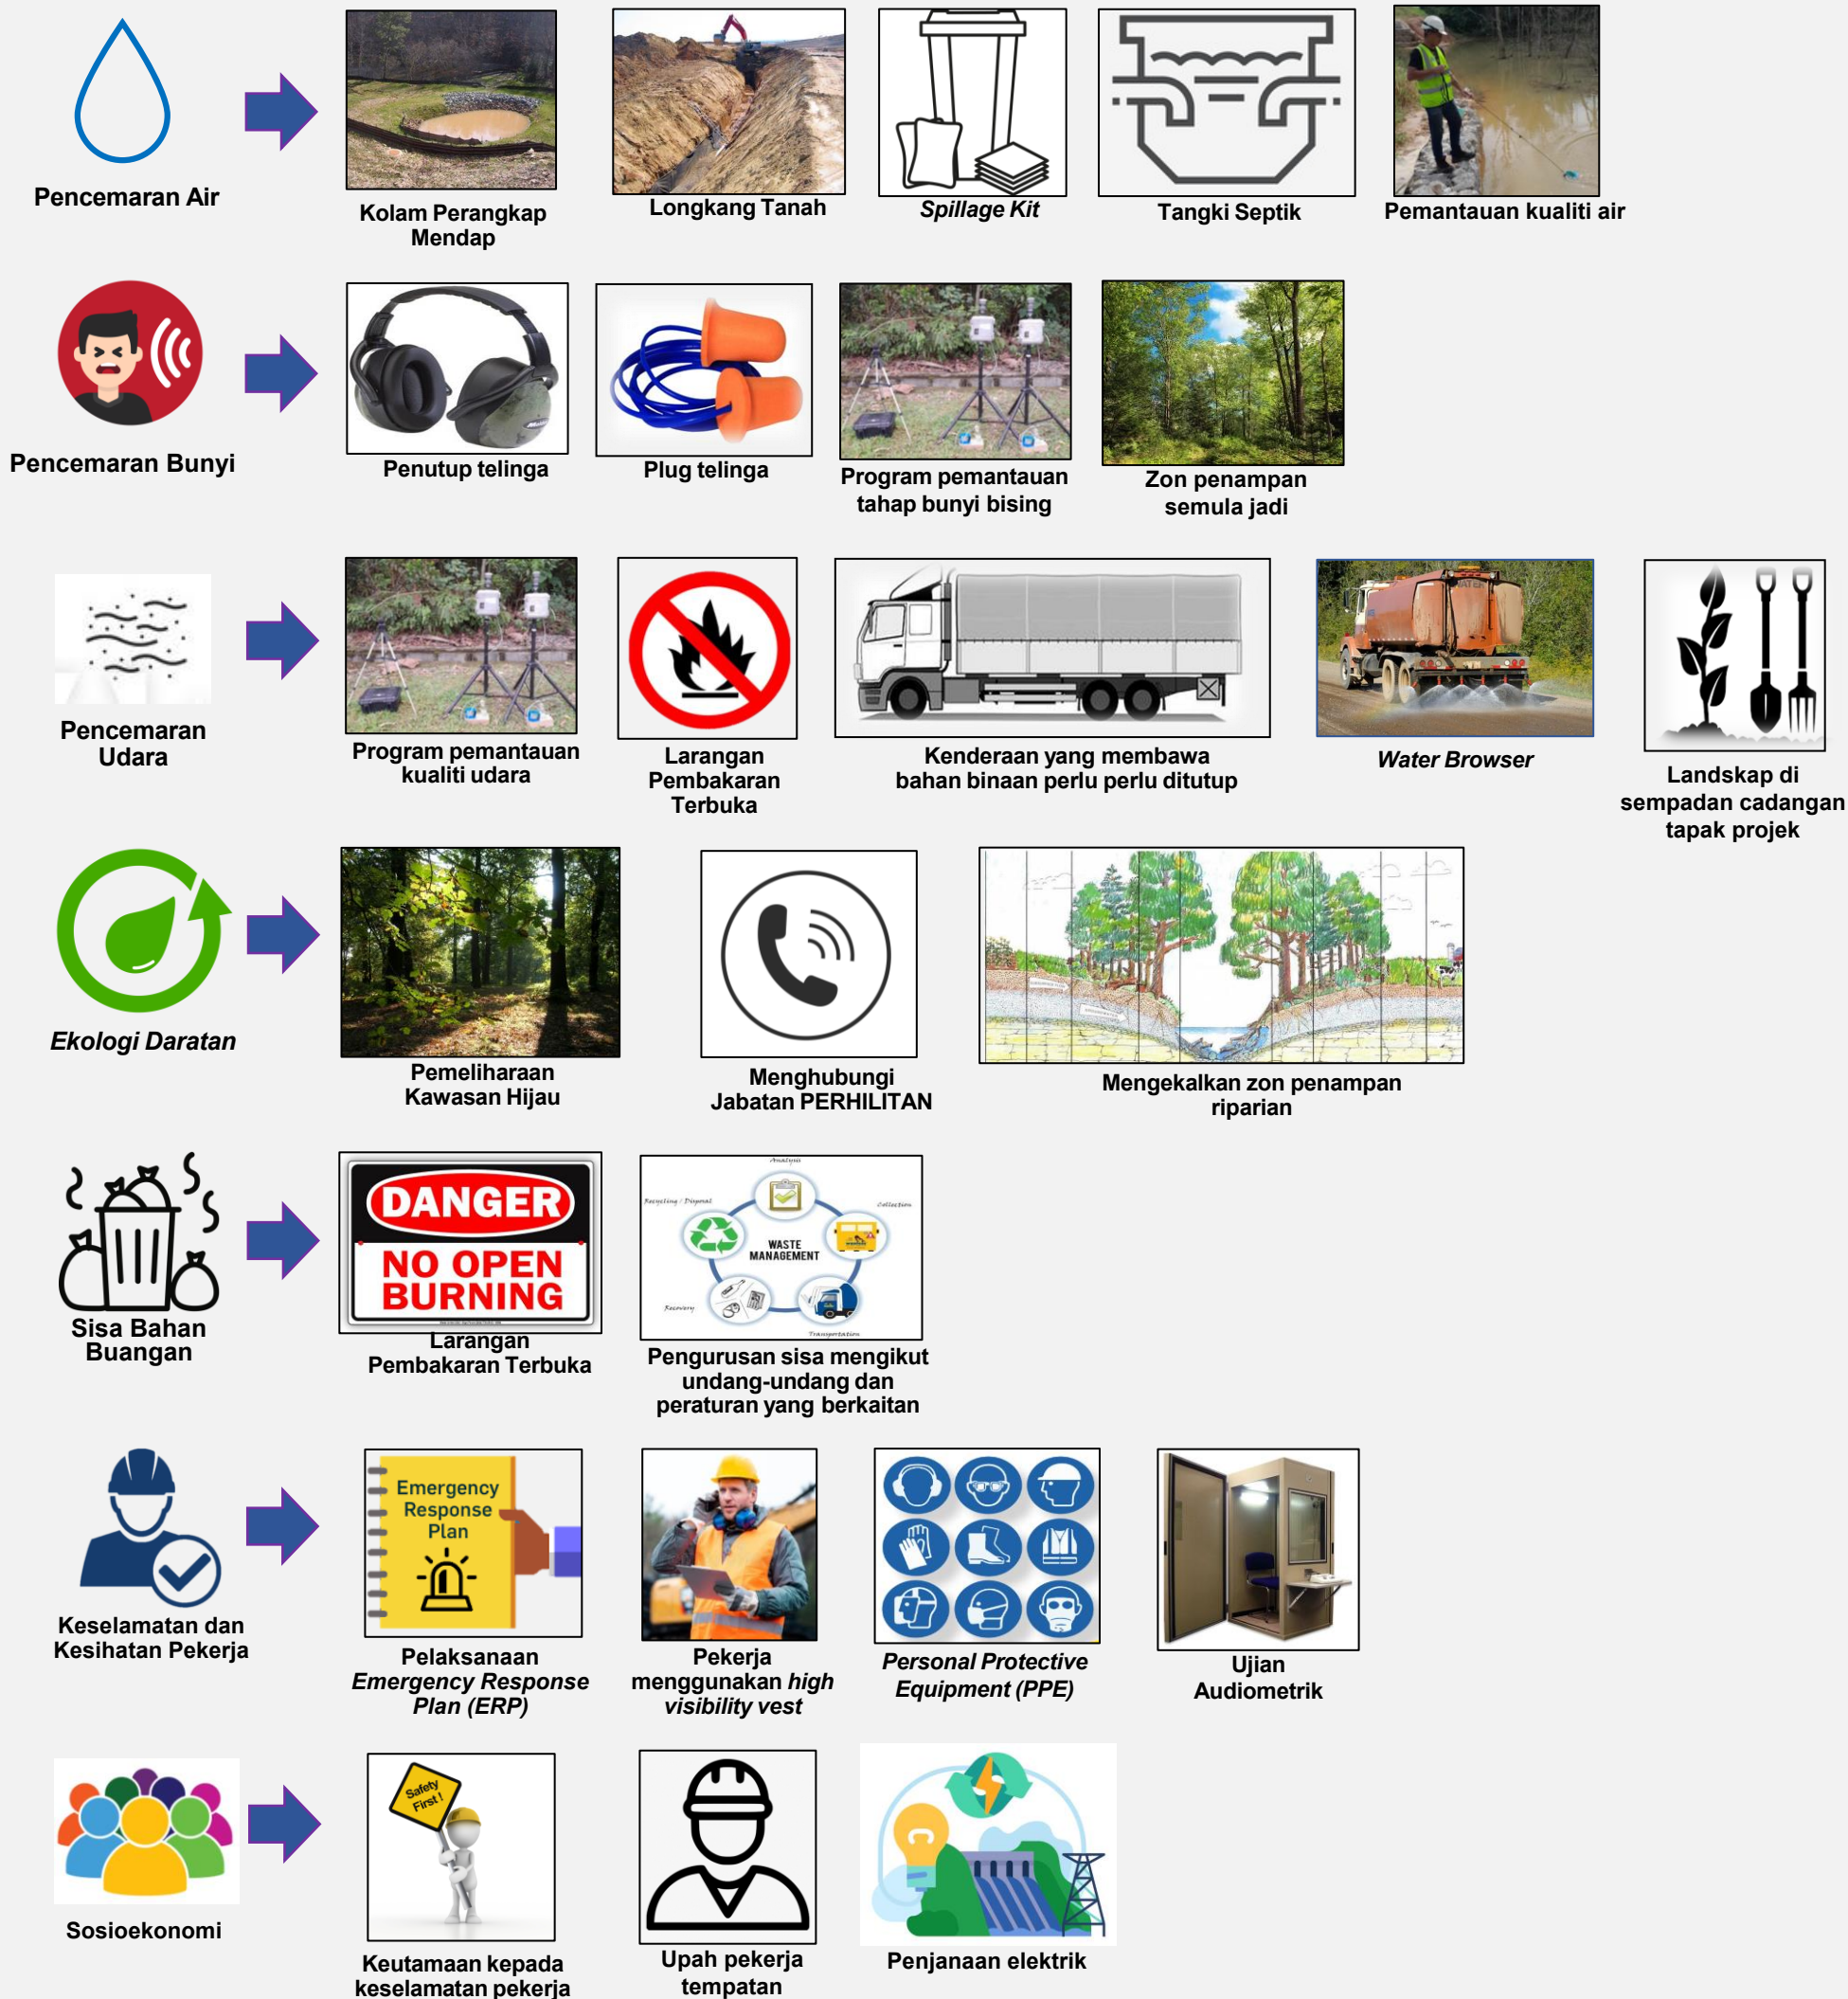 Pencemaran Air
Kolam Perangkap
Mendap
Longkang Tanah
Spillage Kit
Tangki Septik
Pemantauan kualiti air
Pencemaran Bunyi
Penutup telinga
Plug telinga
Program pemantauan
tahap bunyi bising
Zon penampan
semula jadi
Pencemaran
Udara
Program pemantauan
kualiti udara
Larangan
Pembakaran
Terbuka
Kenderaan yang membawa
bahan binaan perlu perlu ditutup
Water Browser
Landskap di
sempadan cadangan
tapak projek
Ekologi Daratan
Pemeliharaan
Kawasan Hijau
Menghubungi
Jabatan PERHILITAN
Mengekalkan zon penampan
riparian
Sisa Bahan
Buangan
DANGER
NO OPEN
BURNING
Larangan
Pembakaran Terbuka
Analysis
Recycling / Disposal
Collection
WASTE
MANAGEMENT
Recovery
Transportation
Pengurusan sisa mengikut
undang-undang dan
peraturan yang berkaitan
Keselamatan dan
Kesihatan Pekerja
Emergency
Response
Plan
Pelaksanaan
Emergency Response
Plan (ERP)
Pekerja
menggunakan high
visibility vest
Personal Protective
Equipment (PPE)
Ujian
Audiometrik
Sosioekonomi
Safety
First !
Keutamaan kepada
keselamatan pekerja
Upah pekerja
tempatan
Penjanaan elektrik